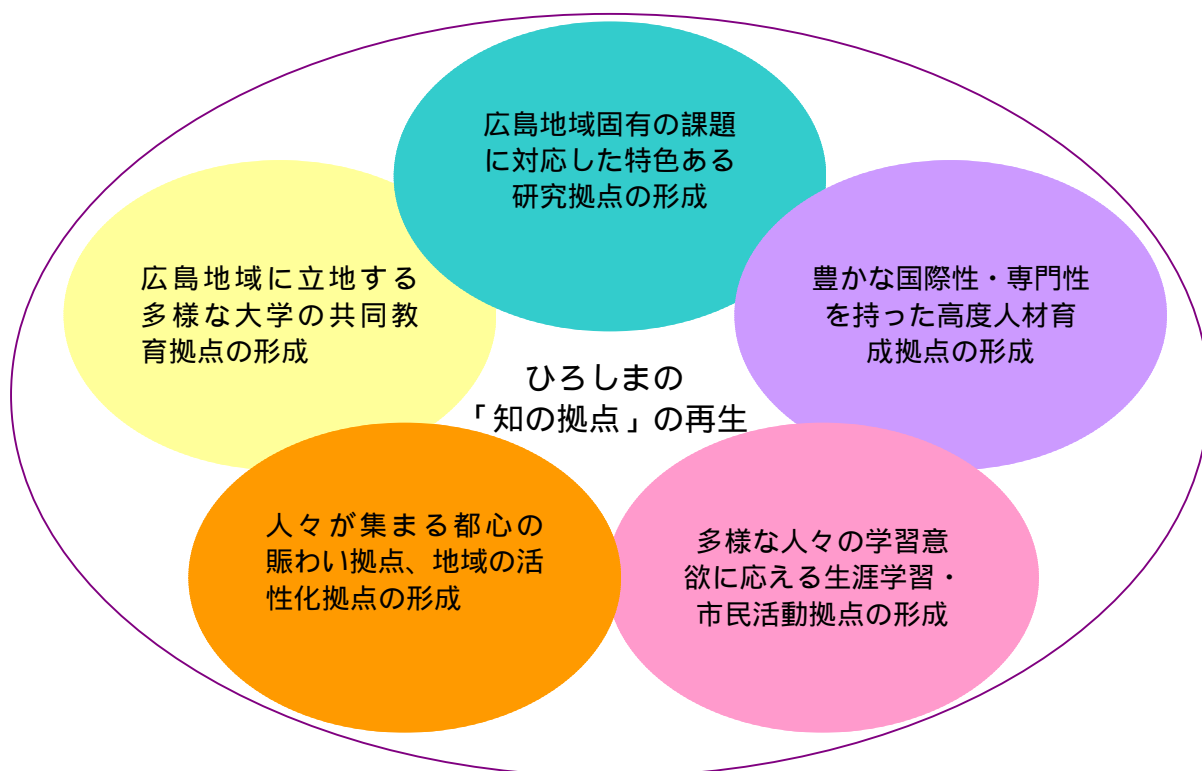 広島地域固有の課題
に対応した特色ある
研究拠点の形成
広島地域に立地する
多様な大学の共同教
育拠点の形成
豊かな国際性・専門性
を持った高度人材育
成拠点の形成
ひろしまの
「知の拠点」の再生
人々が集まる都心の
賑わい拠点、地域の活
性化拠点の形成
多様な人々の学習意
欲に応える生涯学習・
市民活動拠点の形成